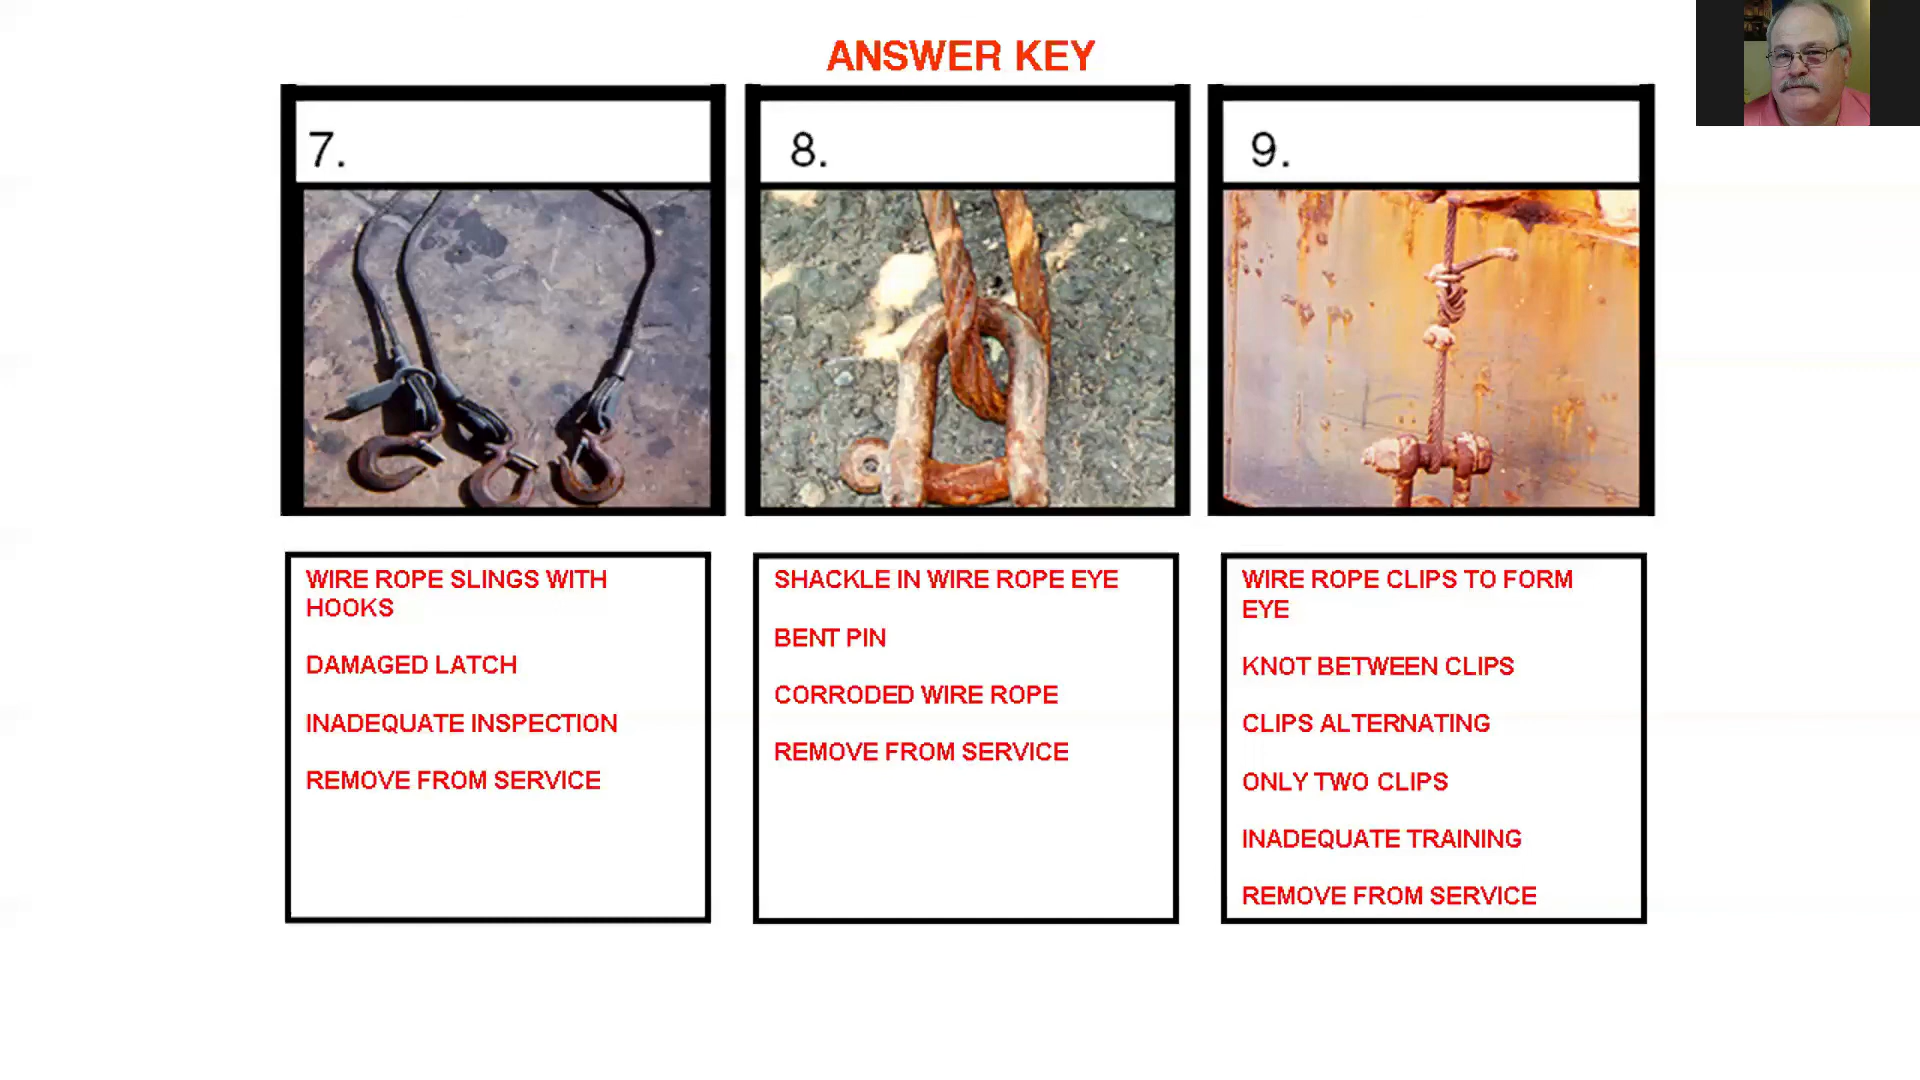 ANSWER KEY
7.
8.
9.
WIRE ROPE SLINGS WITH
HOOKS
DAMAGED LATCH
INADEQUATE INSPECTION
REMOVE FROM SERVICE
SHACKLE IN WIRE ROPE EYE
BENT PIN
CORRODED WIRE ROPE
REMOVE FROM SERVICE
WIRE ROPE CLIPS TO FORM
EYE
KNOT BETWEEN CLIPS
CLIPS ALTERNATING
ONLY TWO CLIPS
INADEQUATE TRAINING
REMOVE FROM SERVICE